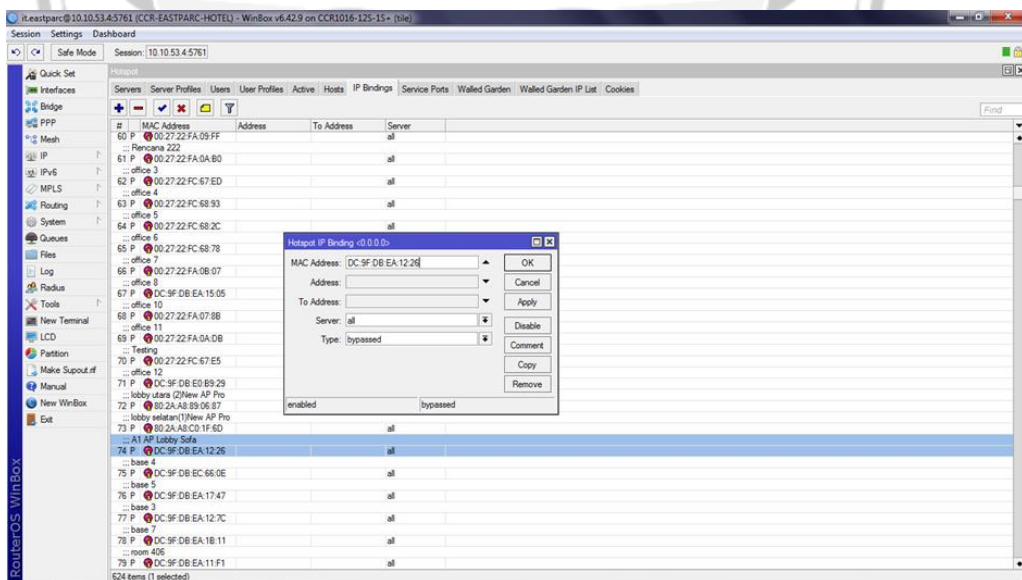 it.eastparc@10.10.53.4:5761 (CCR-EASTPARC-HOTEL) - WinBox v6.42.9 on CCR1016-12S-1S+ (tile)
Session Settings Dashboard
Safe Mode Session: 10.10.53.4:5761
Quick Set
Interfaces
Bridge
PPP
Mesh
IP
IPv6
MPLS
Routing
System
Queues
Files
Log
Radius
Tools
New Terminal
LCD
Partition
Make Supout.rif
Manual
New WinBox
Exit
RouterOS WinBox
Hotspot
Servers Server Profiles Users User Profiles Active Hosts IP Bindings Service Ports Walled Garden Walled Garden IP List Cookies
Find
# MAC Address Address To Address Server
60 P 00:27:22:FA:09:FF all
::: Rencana 222
61 P 00:27:22:FA:0A:B0 all
::: office 3
62 P 00:27:22:FC:67:ED all
::: office 4
63 P 00:27:22:FC:68:93 all
::: office 5
64 P 00:27:22:FC:68:2C all
::: office 6
65 P 00:27:22:FC:68:78
::: office 7
66 P 00:27:22:FA:0B:07
::: office 8
67 P DC:9F:DB:EA:15:05
::: office 10
68 P 00:27:22:FA:07:8B
::: office 11
69 P 00:27:22:FA:0A:DB
::: Testing
70 P 00:27:22:FC:67:E5
::: office 12
71 P DC:9F:DB:E0:B9:29
::: lobby utara (2)New AP Pro
72 P 80:2A:A8:89:06:87
::: lobby selatan(1)New AP Pro
73 P 80:2A:A8:C0:1F:6D all
::: A1 AP Lobby Sofa
74 P DC:9F:DB:EA:12:26 all
::: base 4
75 P DC:9F:DB:EC:66:0E all
::: base 5
76 P DC:9F:DB:EA:17:47 all
::: base 3
77 P DC:9F:DB:EA:12:7C all
::: base 7
78 P DC:9F:DB:EA:1B:11 all
::: room 406
79 P DC:9F:DB:EA:11:F1 all
624 items (1 selected)
Hotspot IP Binding <0.0.0.0>
MAC Address: DC:9F:DB:EA:12:26
Address:
To Address:
Server: all
Type: bypassed
OK
Cancel
Apply
Disable
Comment
Copy
Remove
enabled bypassed